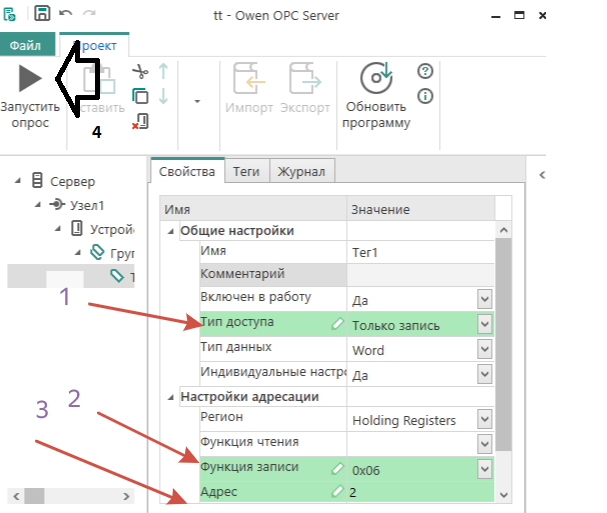 tt - Owen OPC Server
Файл
роект
Запустить
опрос
ставить
4
Импорт
Экспорт
Обновить
программу
Сервер
Узел1
Устрой
Груп
Т
Свойства
Теги
Журнал
Имя
Значение
Общие настройки
Имя
Тег1
Комментарий
Включен в работу
Да
Тип доступа
Только запись
Тип данных
Word
Индивидуальные настро
Да
Настройки адресации
Регион
Holding Registers
Функция чтения
Функция записи
0x06
Адрес
2
1
2
3